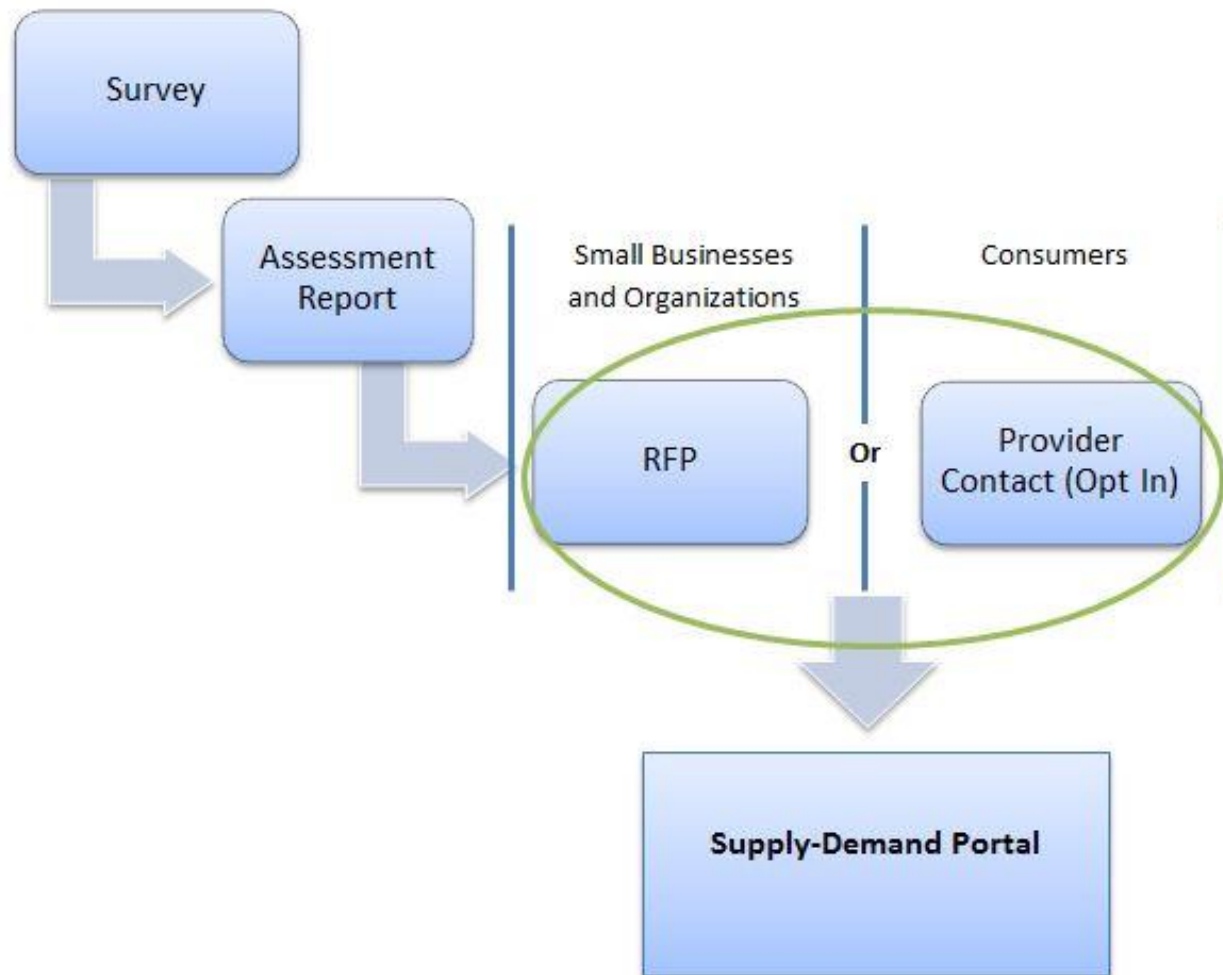 Survey
Assessment
Report
Small Businesses
and Organizations
Consumers
RFP
Or
Provider
Contact (Opt In)
Supply-Demand Portal